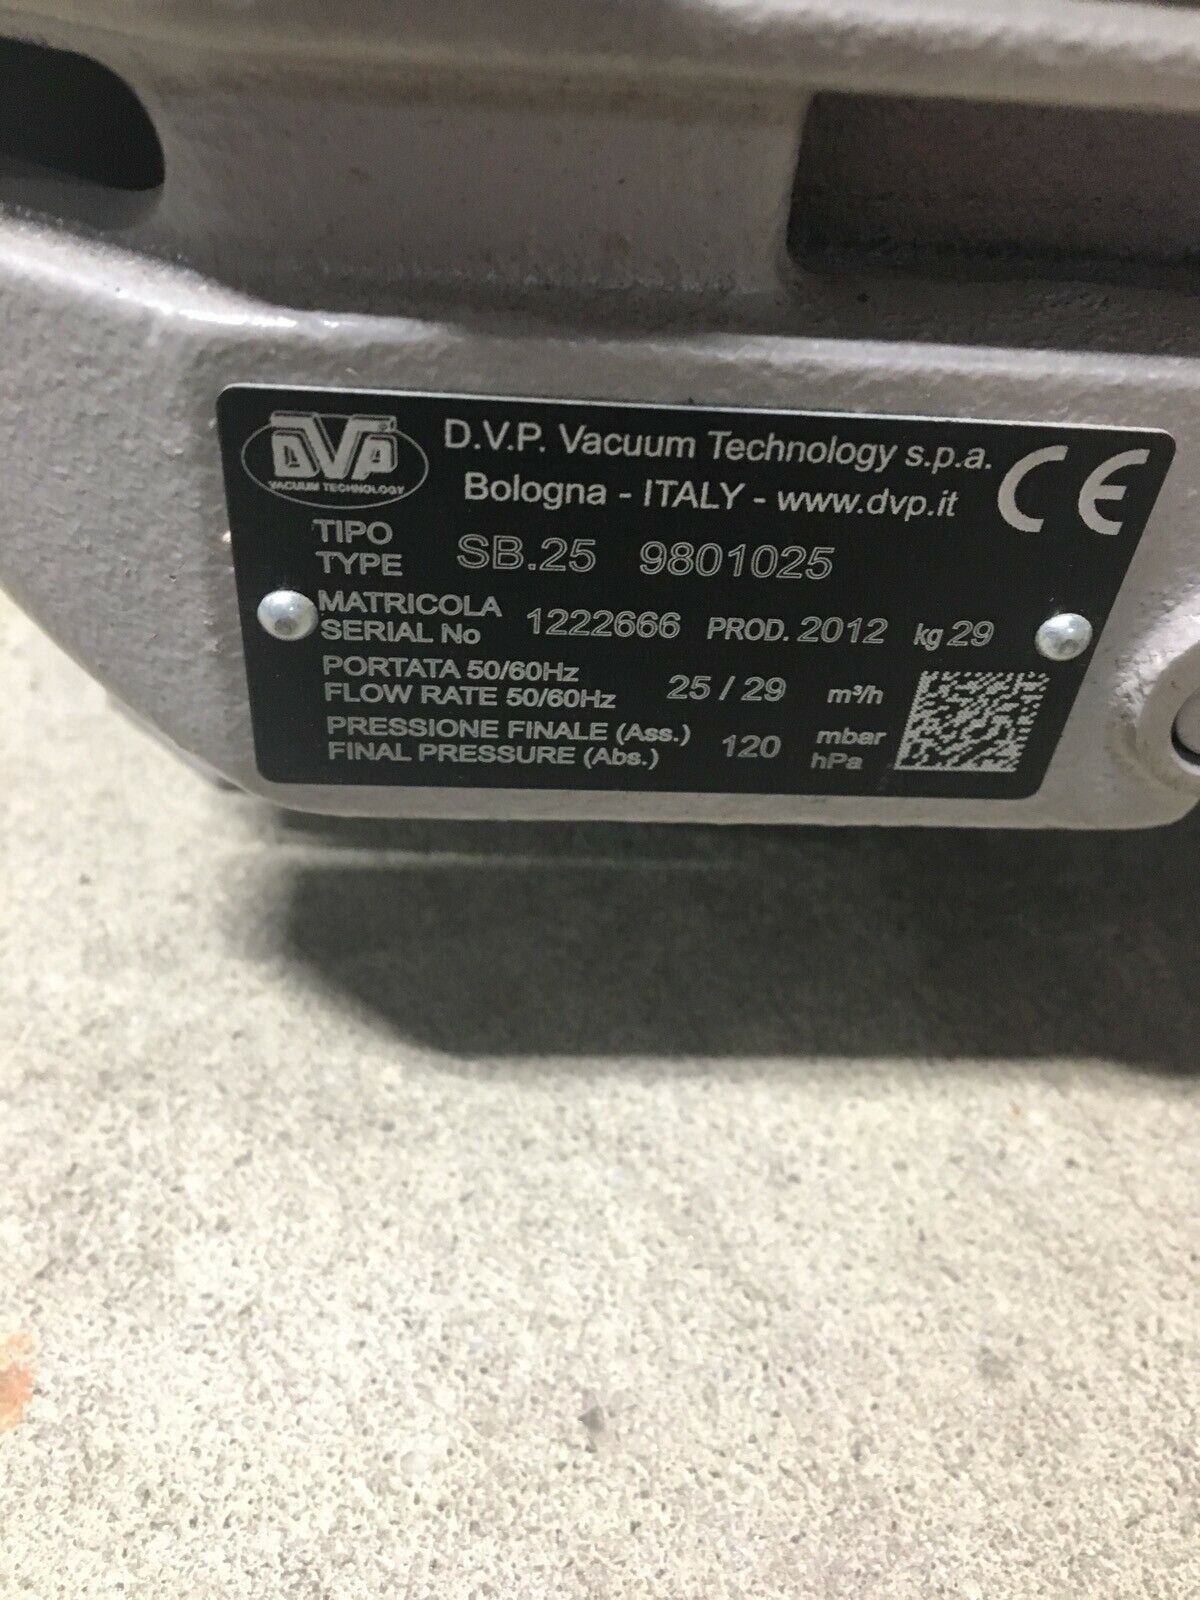 DVP
VACUUM TECHNOLOGY
D.V.P. Vacuum Technology s.p.a.
Bologna - ITALY - www.dvp.it
CE
TIPO
TYPE SB.25 9801025
MATRICOLA
SERIAL No 1222666 PROD. 2012 kg 29
PORTATA 50/60Hz
FLOW RATE 50/60Hz 25 / 29 m³/h
PRESSIONE FINALE (Ass.)
FINAL PRESSURE (Abs.) 120 mbar
hPa